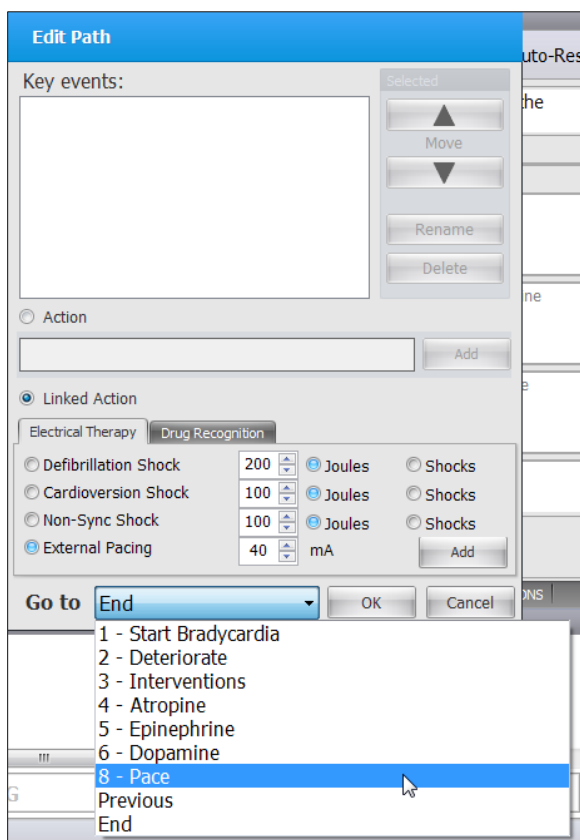 Edit Path
uto-Res
Key events:
Selected
the
Move
Rename
Delete
ine
Action
Add
e
Linked Action
Electrical Therapy Drug Recognition
Defibrillation Shock 200 Joules Shocks
Cardioversion Shock 100 Joules Shocks
Non-Sync Shock 100 Joules Shocks
External Pacing 40 mA Add
Go to End OK Cancel
ONS
1 - Start Bradycardia
2 - Deteriorate
3 - Interventions
4 - Atropine
5 - Epinephrine
6 - Dopamine
8 - Pace
G
Previous
End